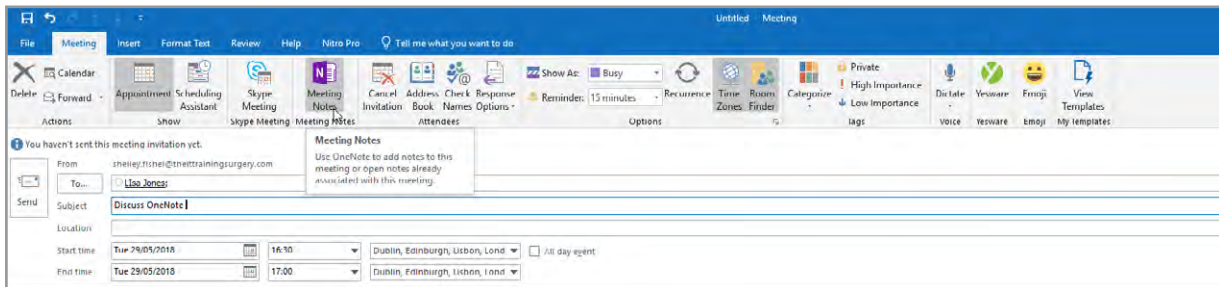 Untitled - Meeting
File Meeting Insert Format Text Review Help Nitro Pro Tell me what you want to do
Delete
Calendar
Forward
Actions
Appointment
Scheduling Assistant
Show
Skype Meeting
Skype Meeting
Meeting Notes
Meeting Notes
Cancel Invitation
Address Book
Check Names
Response Options
Attendees
Show As: Busy
Reminder: 15 minutes
Recurrence
Time Zones
Room Finder
Options
Categorize
Private
High Importance
Low Importance
Tags
Dictate
Voice
Yesware
Yesware
Emoji
Emoji
View Templates
My Templates
Meeting Notes
Use OneNote to add notes to this
meeting or open notes already
associated with this meeting.
You haven't sent this meeting invitation yet.
Send
From shelley.fishel@theittrainingsurgery.com
To... Lisa Jones;
Subject Discuss OneNote
Location
Start time Tue 29/05/2018 16:30 Dublin, Edinburgh, Lisbon, Lond All day event
End time Tue 29/05/2018 17:00 Dublin, Edinburgh, Lisbon, Lond